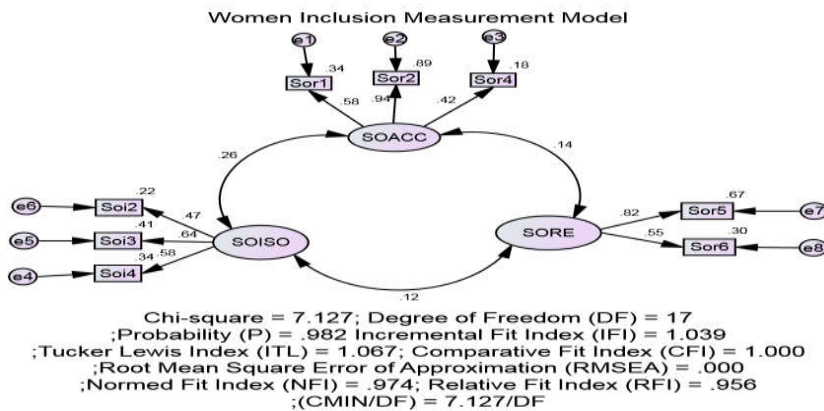 Women Inclusion Measurement Model
e1 e2 e3
.34 .89 .18
Sor1 Sor2 Sor4
.58 .94 .42
SOACC
.26 .14
e6 .22
Soi2 .47
e5 .41
Soi3 .64
e4 .34 .58
Soi4
SOISO
SORE
.67
.82 Sor5 e7
.30
.55 Sor6 e8
.12
Chi-square = 7.127; Degree of Freedom (DF) = 17
;Probability (P) = .982 Incremental Fit Index (IFI) = 1.039
;Tucker Lewis Index (ITL) = 1.067; Comparative Fit Index (CFI) = 1.000
;Root Mean Square Error of Approximation (RMSEA) = .000
;Normed Fit Index (NFI) = .974; Relative Fit Index (RFI) = .956
;(CMIN/DF) = 7.127/DF